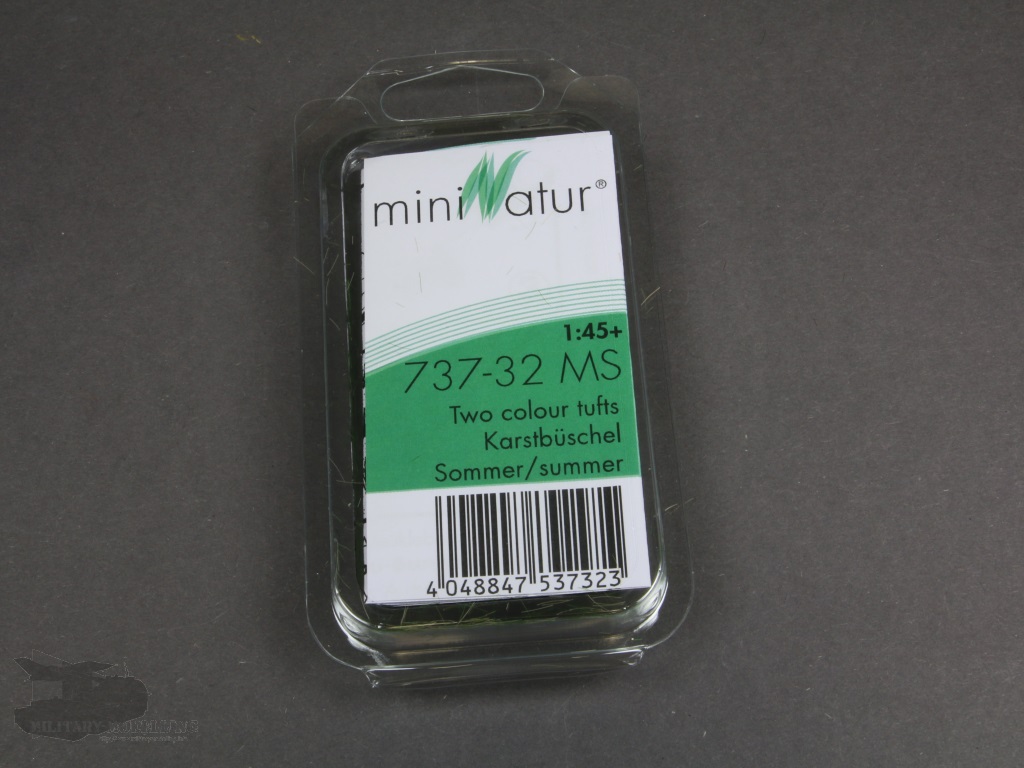 miniNatur®
1:45+
737-32 MS
Two colour tufts
Karstbüschel
Sommer/summer
4 048847 537323